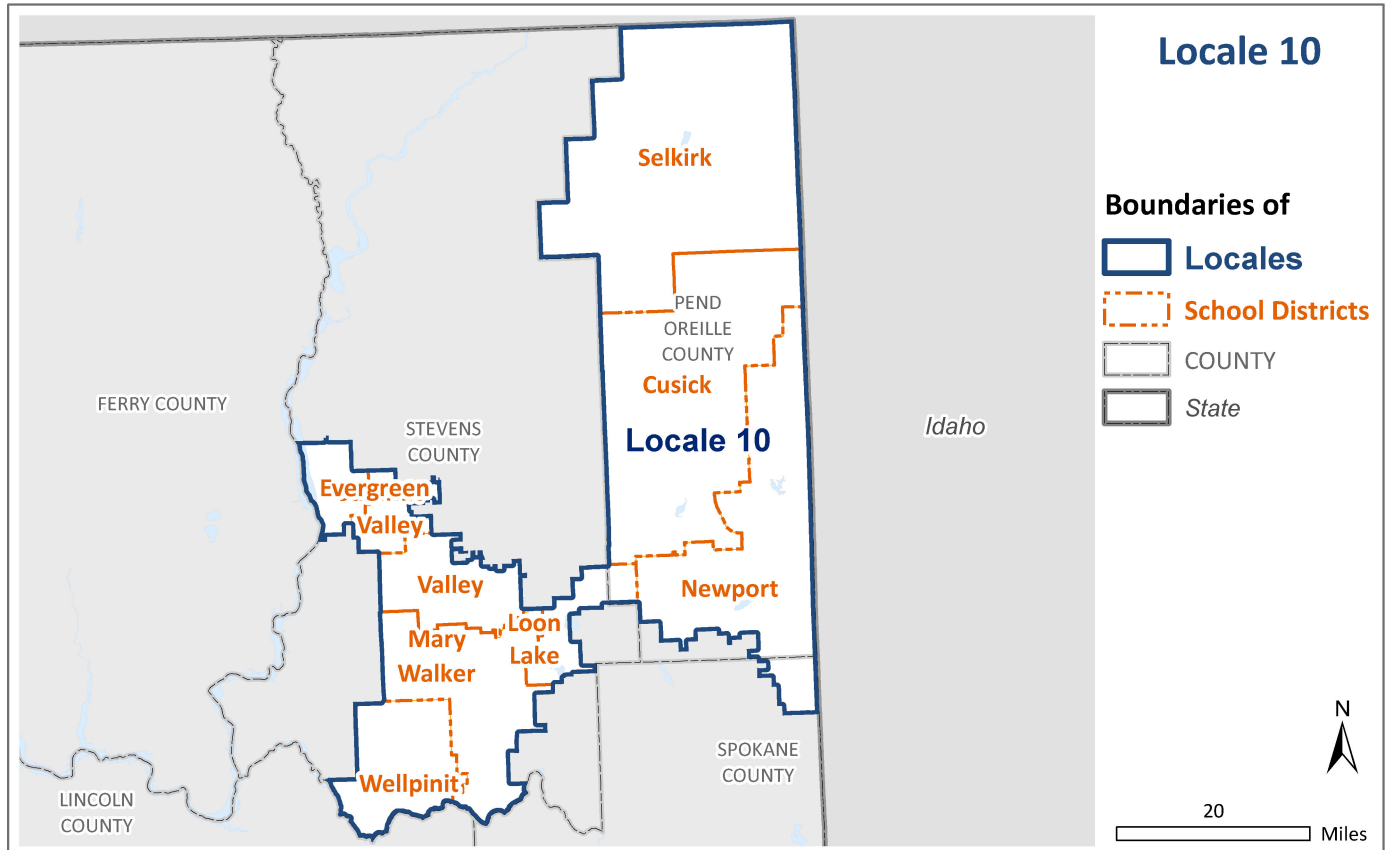 Locale 10
Selkirk
Boundaries of
Locales
School Districts
COUNTY
State
PEND
OREILLE
COUNTY
Cusick
FERRY COUNTY
STEVENS
COUNTY
Locale 10
Idaho
Evergreen
Valley
Valley
Newport
Loon
Lake
Mary
Walker
Wellpinit
SPOKANE
COUNTY
LINCOLN
COUNTY
N
20
Miles